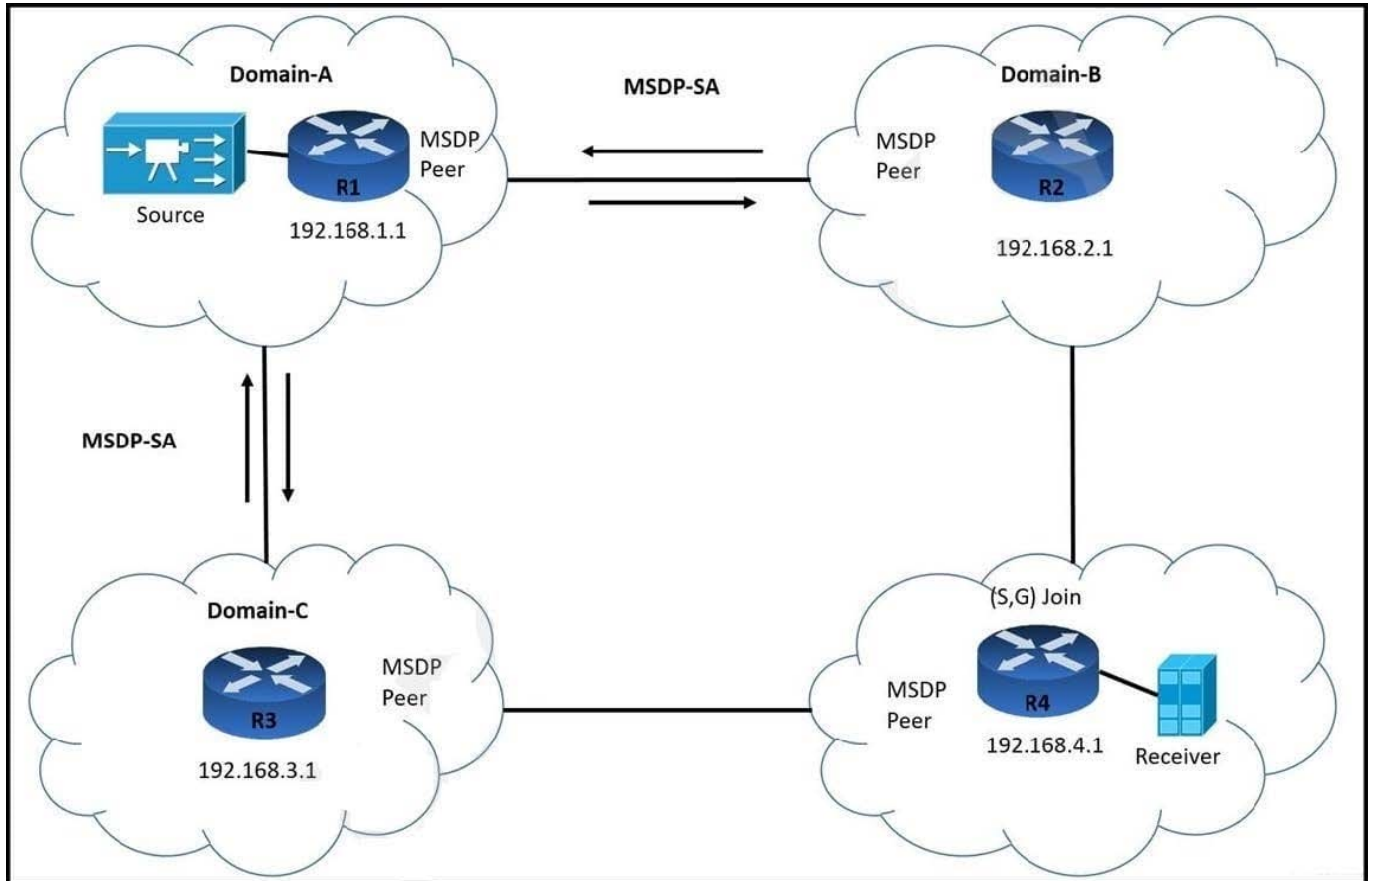 Domain-A
MSDP
Peer
R1
Source
192.168.1.1
MSDP-SA
Domain-B
MSDP
Peer
R2
192.168.2.1
MSDP-SA
Domain-C
MSDP
Peer
R3
192.168.3.1
(S,G) Join
MSDP
Peer
R4
192.168.4.1
Receiver